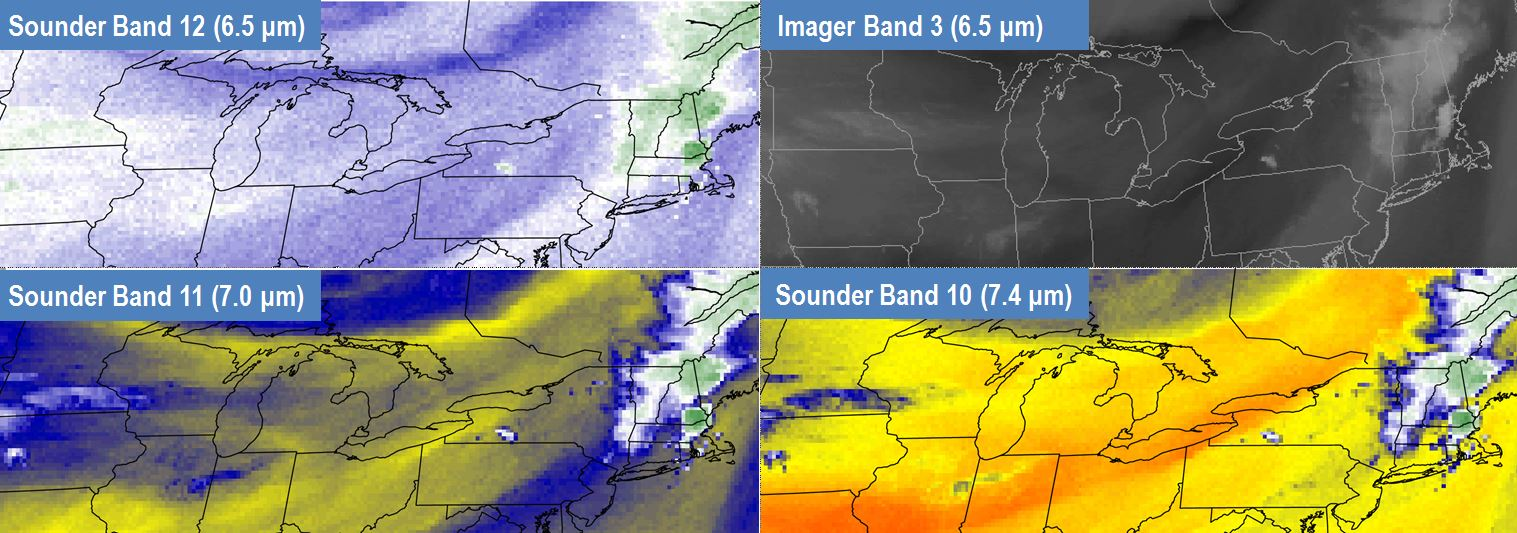 Sounder Band 12 (6.5 µm)
Imager Band 3 (6.5 µm)
Sounder Band 11 (7.0 µm)
Sounder Band 10 (7.4 µm)